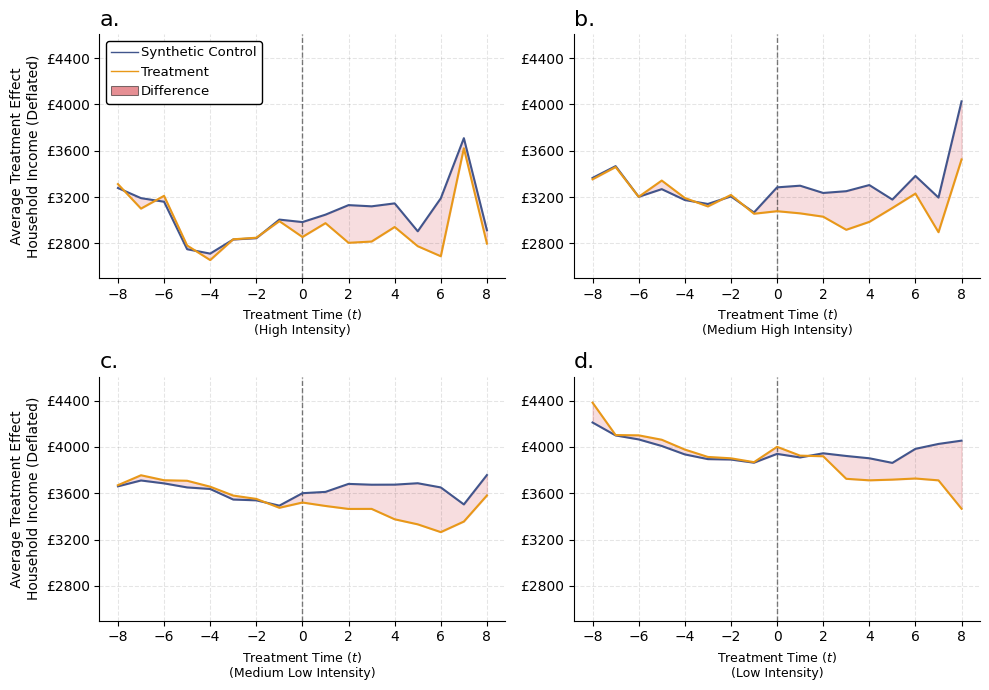 a.
Average Treatment Effect
Household Income (Deflated)
£4400
£4000
£3600
£3200
£2800
Synthetic Control
Treatment
Difference
−8 −6 −4 −2 0 2 4 6 8
Treatment Time (t)
(High Intensity)
b.
£4400
£4000
£3600
£3200
£2800
−8 −6 −4 −2 0 2 4 6 8
Treatment Time (t)
(Medium High Intensity)
c.
Average Treatment Effect
Household Income (Deflated)
£4400
£4000
£3600
£3200
£2800
−8 −6 −4 −2 0 2 4 6 8
Treatment Time (t)
(Medium Low Intensity)
d.
£4400
£4000
£3600
£3200
£2800
−8 −6 −4 −2 0 2 4 6 8
Treatment Time (t)
(Low Intensity)